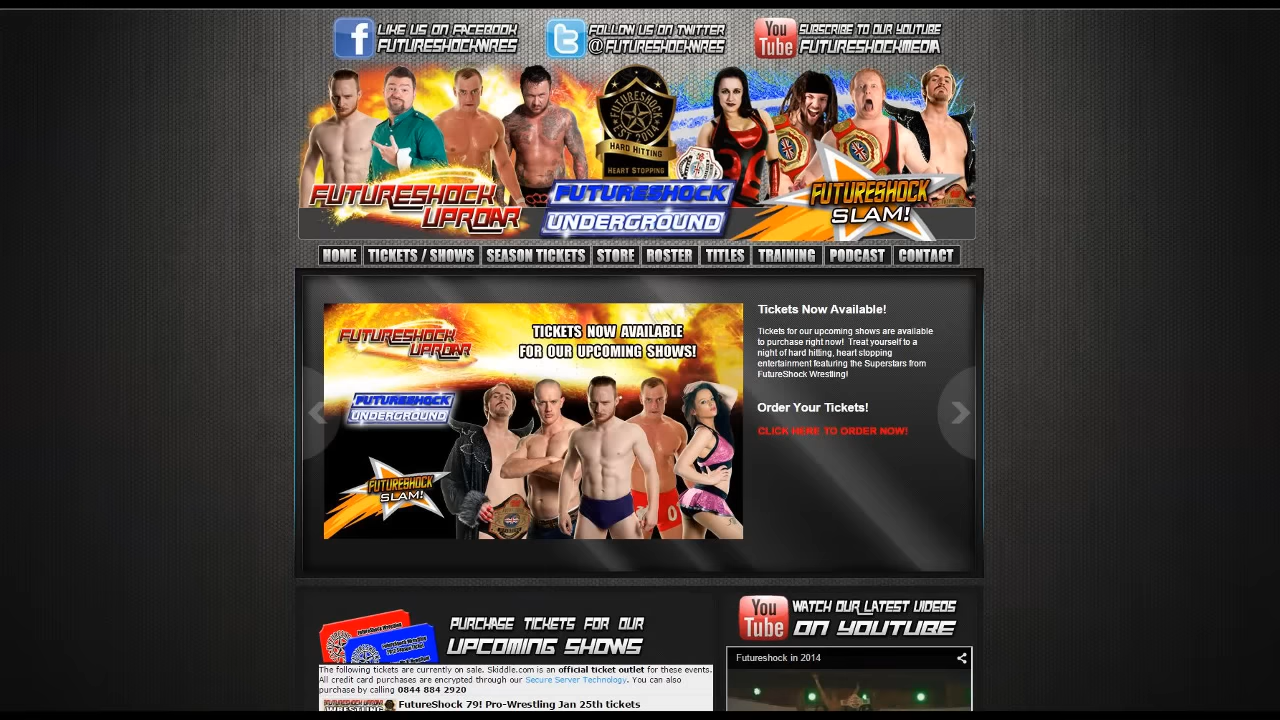 LIKE US ON FACEBOOK
FUTURESHOCKWRES
FOLLOW US ON TWITTER
@FUTURESHOCKWRES
You
Tube
SUBSCRIBE TO OUR YOUTUBE
FUTURESHOCKMEDIA
FUTURESHOCK
EST 2004
HARD HITTING
HEART STOPPING
FUTURESHOCK
UPROAR
FUTURESHOCK
UNDERGROUND
FUTURESHOCK
SLAM!
HOME TICKETS / SHOWS SEASON TICKETS STORE ROSTER TITLES TRAINING PODCAST CONTACT
FUTURESHOCK
UPROAR
TICKETS NOW AVAILABLE
FOR OUR UPCOMING SHOWS!
FUTURESHOCK
UNDERGROUND
FUTURESHOCK
SLAM!
Tickets Now Available!
Tickets for our upcoming shows are available
to purchase right now! Treat yourself to a
night of hard hitting, heart stopping
entertainment featuring the Superstars from
FutureShock Wrestling!
Order Your Tickets!
CLICK HERE TO ORDER NOW!
PURCHASE TICKETS FOR OUR
UPCOMING SHOWS
The following tickets are currently on sale. Skiddle.com is an official ticket outlet for these events.
All credit card purchases are encrypted through our Secure Server Technology. You can also
purchase by calling 0844 884 2920
FutureShock 79! Pro-Wrestling Jan 25th tickets
You
Tube
WATCH OUR LATEST VIDEOS
ON YOUTUBE
Futureshock in 2014